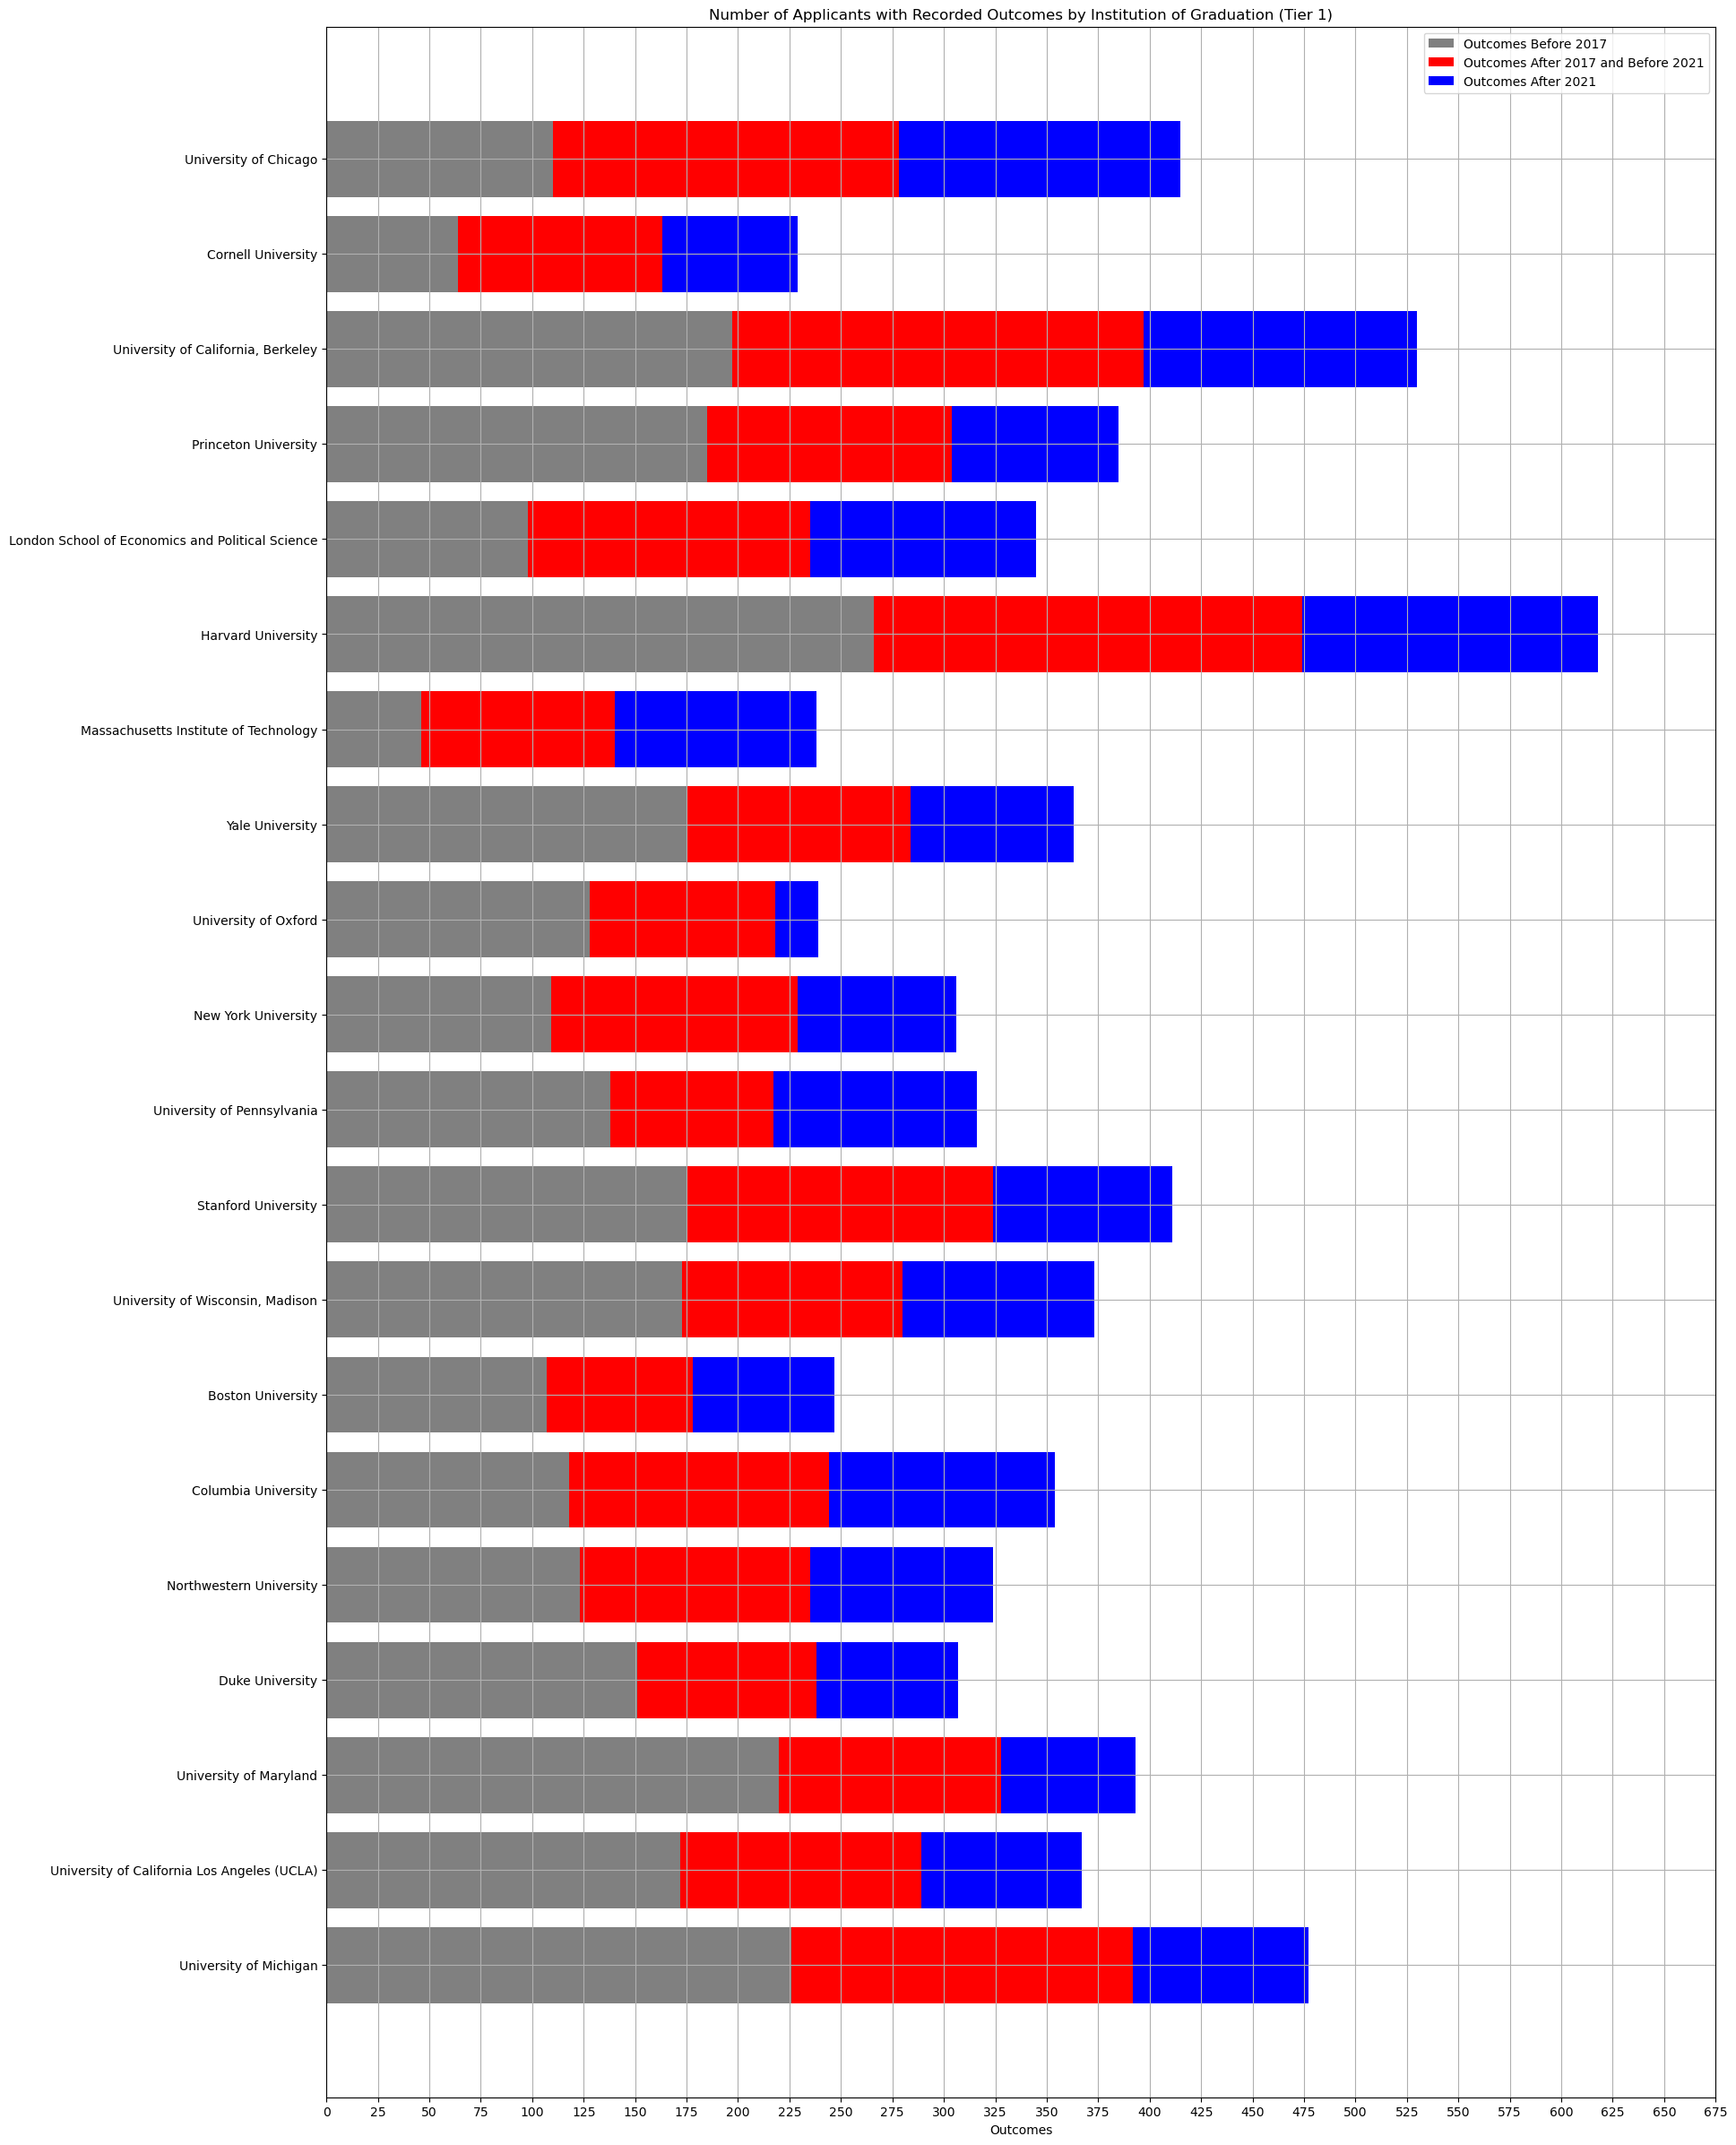 Number of Applicants with Recorded Outcomes by Institution of Graduation (Tier 1)
Outcomes Before 2017
Outcomes After 2017 and Before 2021
Outcomes After 2021
University of Chicago
Cornell University
University of California, Berkeley
Princeton University
London School of Economics and Political Science
Harvard University
Massachusetts Institute of Technology
Yale University
University of Oxford
New York University
University of Pennsylvania
Stanford University
University of Wisconsin, Madison
Boston University
Columbia University
Northwestern University
Duke University
University of Maryland
University of California Los Angeles (UCLA)
University of Michigan
0 25 50 75 100 125 150 175 200 225 250 275 300 325 350 375 400 425 450 475 500 525 550 575 600 625 650 675
Outcomes